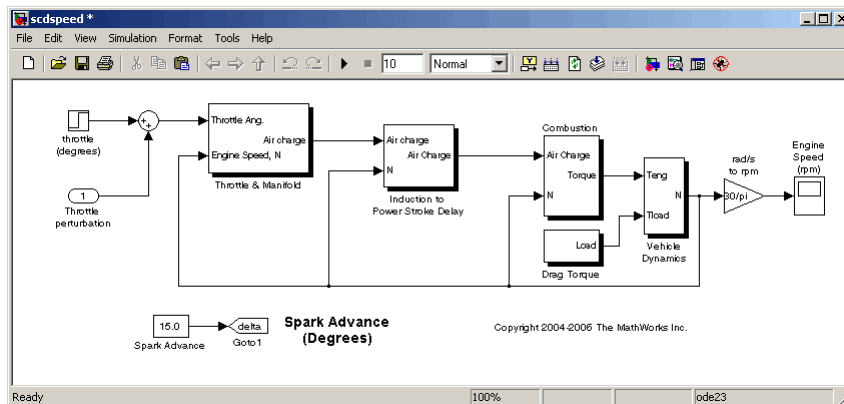 scdspeed *
File Edit View Simulation Format Tools Help
10 Normal
throttle
(degrees)
1
Throttle
perturbation
Throttle Ang.
Air charge
Engine Speed, N
Throttle & Manifold
Air charge
Air Charge
N
Induction to
Power Stroke Delay
Combustion
Air Charge
Torque
N
Load
Drag Torque
Teng
N
Tload
Vehicle
Dynamics
rad/s
to rpm
30/pi
Engine
Speed
(rpm)
15.0
Spark Advance
delta
Goto1
Spark Advance
(Degrees)
Copyright 2004-2006 The MathWorks Inc.
Ready 100% ode23